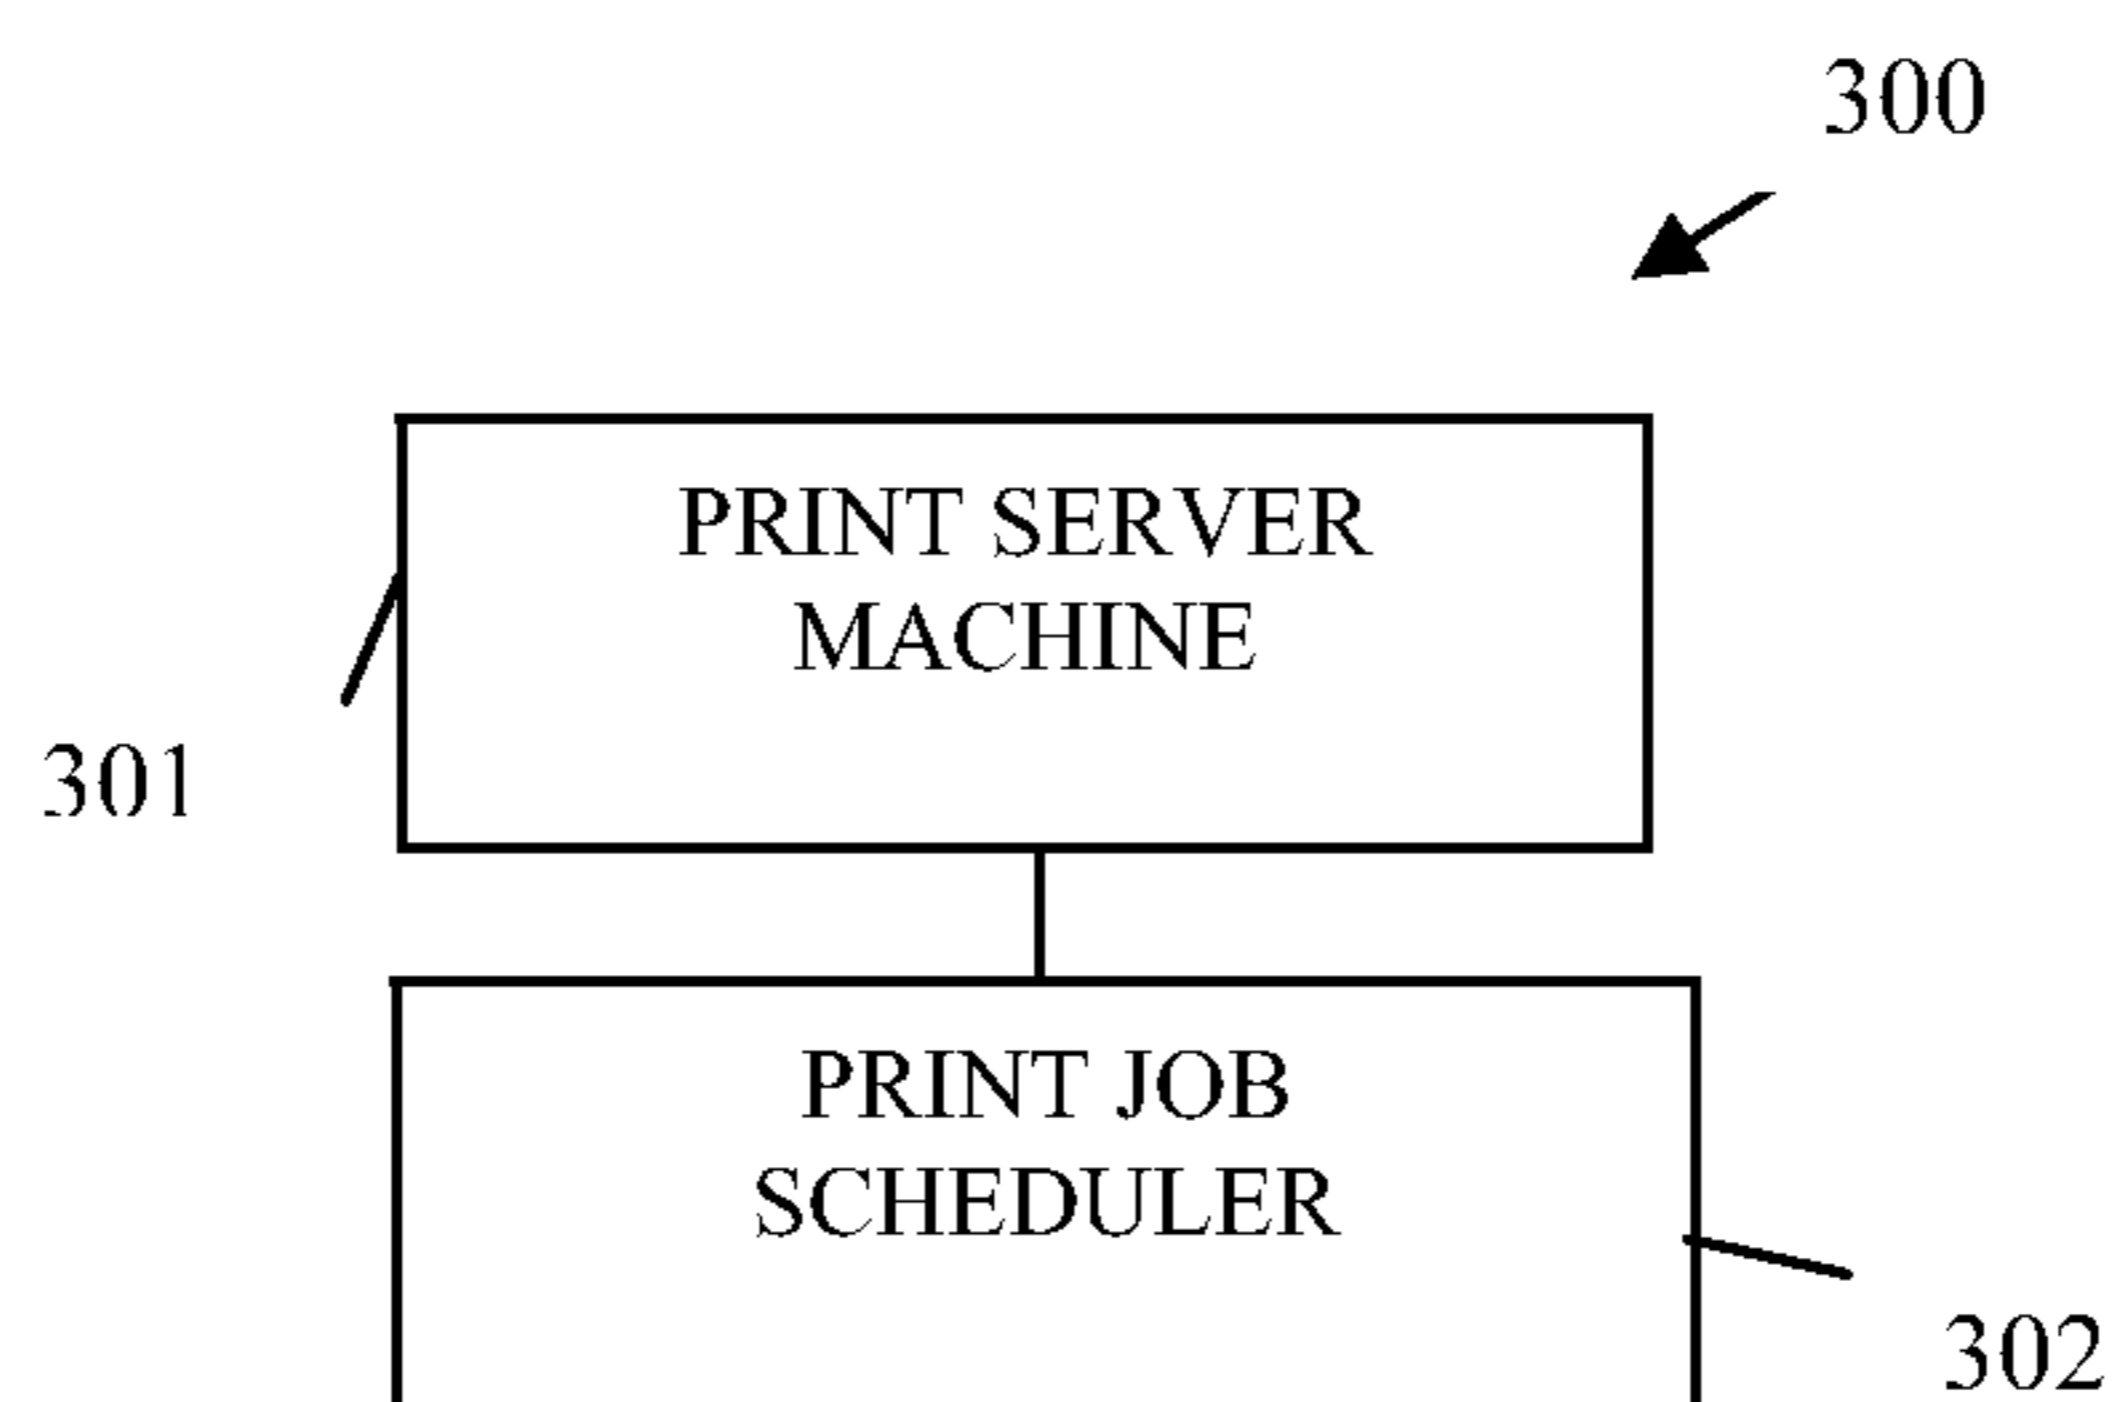 300
PRINT SERVER
MACHINE
301
PRINT JOB
SCHEDULER
302